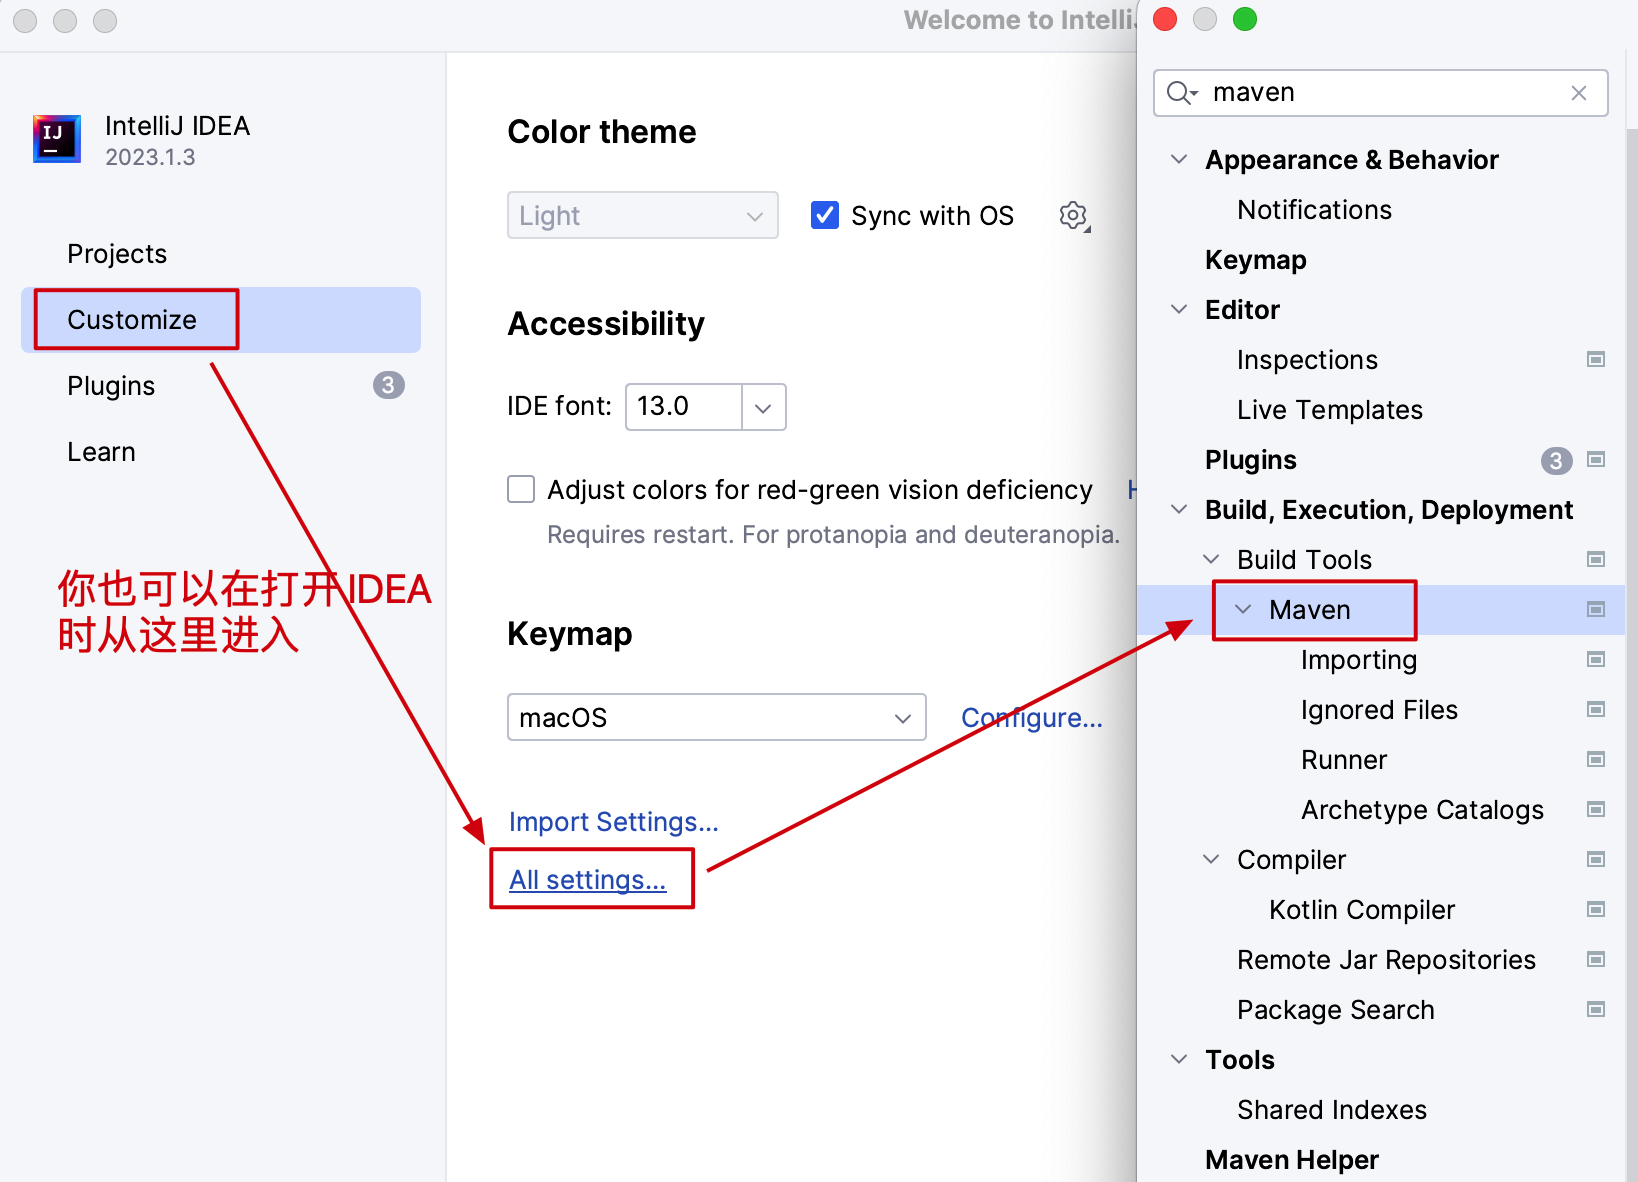 Welcome to Intelli
IntelliJ IDEA
2023.1.3
Projects
Customize
Plugins
3
Learn
你也可以在打开IDEA
时从这里进入
Color theme
Light
Sync with OS
Accessibility
IDE font:
13.0
Adjust colors for red-green vision deficiency
Requires restart. For protanopia and deuteranopia.
Keymap
macOS
Configure...
Import Settings...
All settings...
maven
Appearance & Behavior
Notifications
Keymap
Editor
Inspections
Live Templates
Plugins
3
Build, Execution, Deployment
Build Tools
Maven
Importing
Ignored Files
Runner
Archetype Catalogs
Compiler
Kotlin Compiler
Remote Jar Repositories
Package Search
Tools
Shared Indexes
Maven Helper